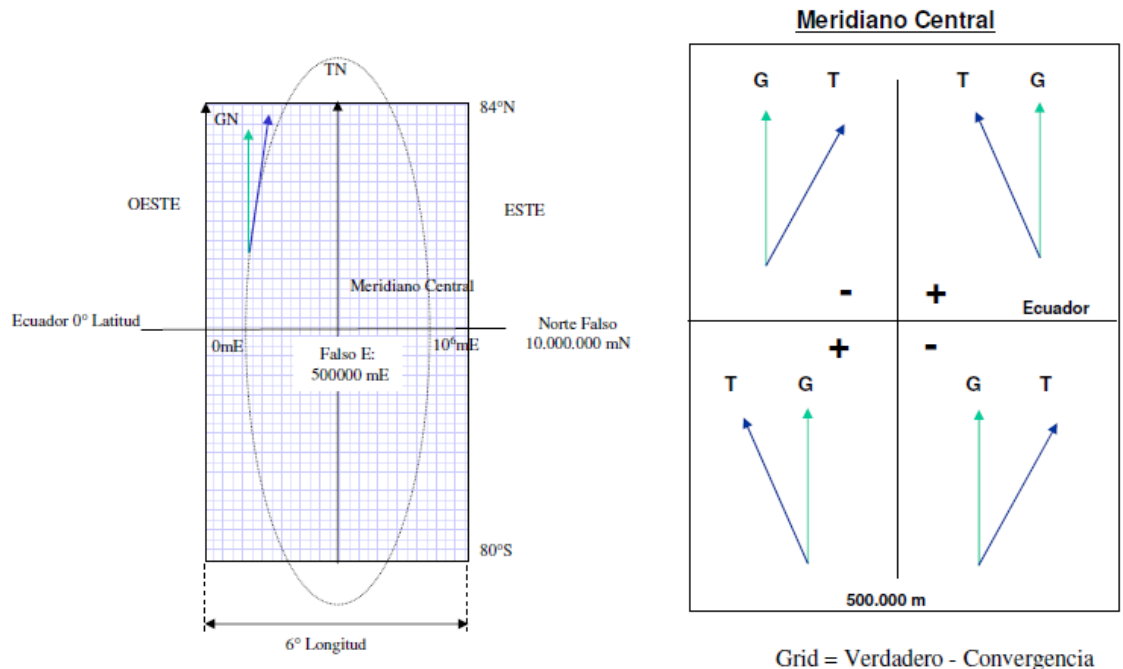 TN
84°N
GN
OESTE
ESTE
Meridiano Central
Ecuador 0° Latitud
Norte Falso
10.000.000 mN
0mE
10⁶mE
Falso E:
500000 mE
80°S
6° Longitud
Meridiano Central
G T T G
- +
Ecuador
+ -
T G G T
500.000 m
Grid = Verdadero - Convergencia